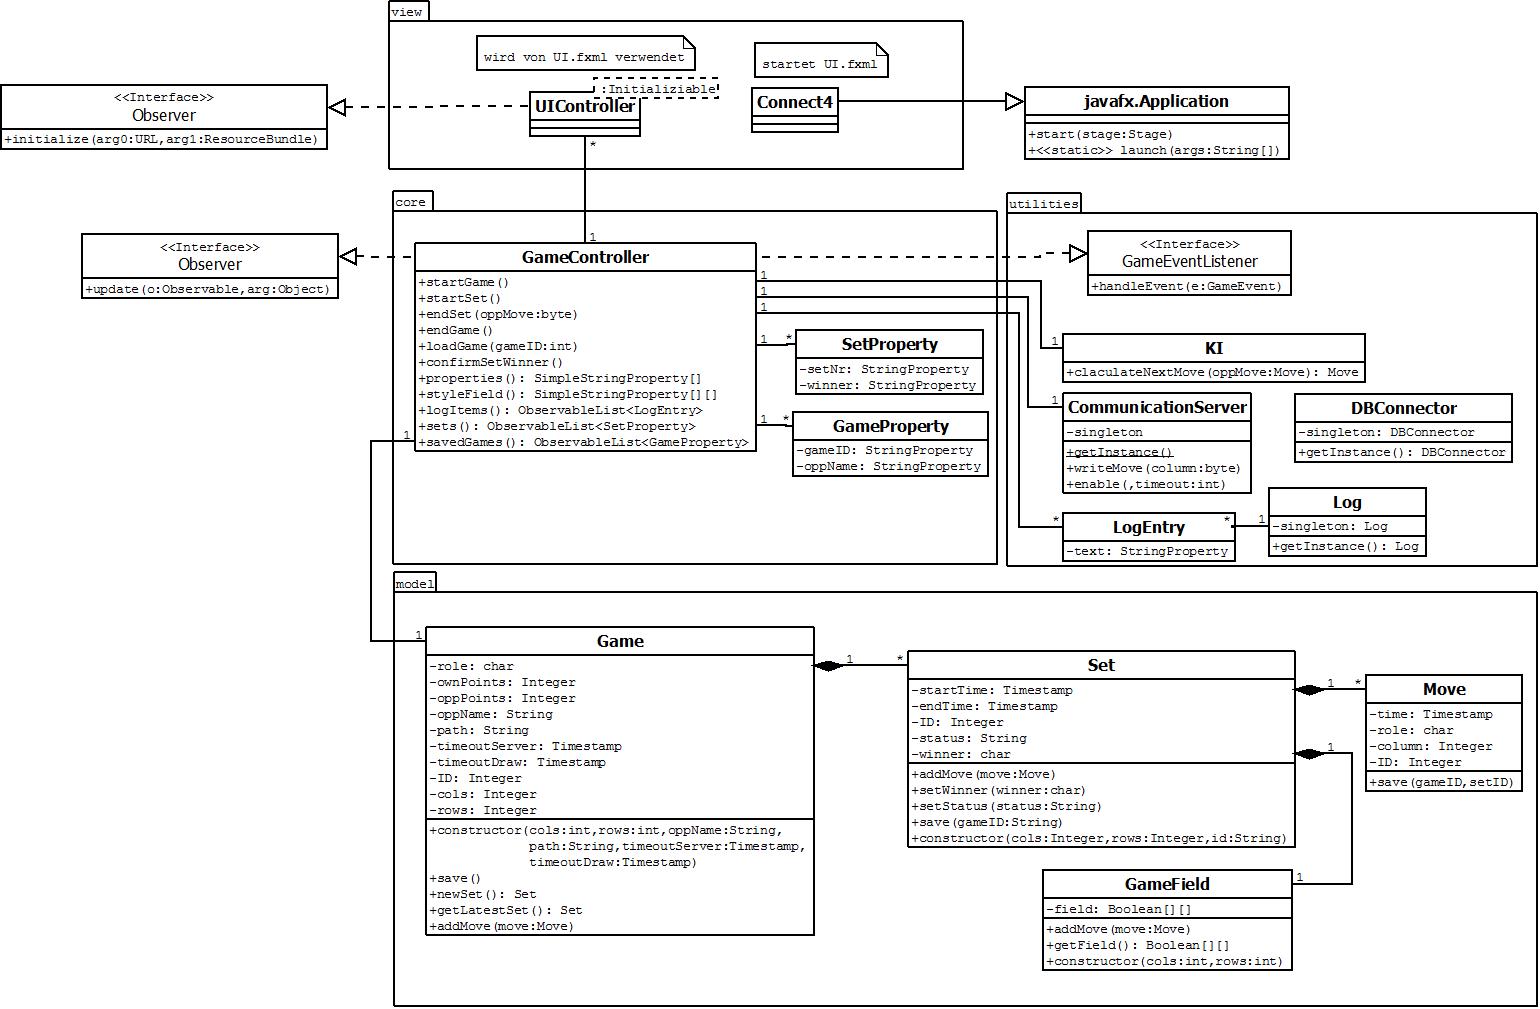 view
wird von UI.fxml verwendet
startet UI.fxml
:Initializiable
UIController
*
Connect4
<<Interface>>
Observer
+initialize(arg0:URL,arg1:ResourceBundle)
javafx.Application
+start(stage:Stage)
+<<static>> launch(args:String[])
core
1
<<Interface>>
Observer
+update(o:Observable,arg:Object)
GameController
+startGame()
+startSet()
+endSet(oppMove:byte)
+endGame()
+loadGame(gameID:int)
+confirmSetWinner()
+properties(): SimpleStringProperty[]
+styleField(): SimpleStringProperty[][]
+logItems(): ObservableList<LogEntry>
+sets(): ObservableList<SetProperty>
+savedGames(): ObservableList<GameProperty>
1
1
1
1
1 *
SetProperty
-setNr: StringProperty
-winner: StringProperty
1 *
GameProperty
-gameID: StringProperty
-oppName: StringProperty
utilities
<<Interface>>
GameEventListener
+handleEvent(e:GameEvent)
1
KI
+claculateNextMove(oppMove:Move): Move
1
CommunicationServer
-singleton
+getInstance()
+writeMove(column:byte)
+enable(,timeout:int)
DBConnector
-singleton: DBConnector
+getInstance(): DBConnector
*
LogEntry
-text: StringProperty
* 1
Log
-singleton: Log
+getInstance(): Log
model
1
Game
-role: char
-ownPoints: Integer
-oppPoints: Integer
-oppName: String
-path: String
-timeoutServer: Timestamp
-timeoutDraw: Timestamp
-ID: Integer
-cols: Integer
-rows: Integer
+constructor(cols:int,rows:int,oppName:String,
path:String,timeoutServer:Timestamp,
timeoutDraw:Timestamp)
+save()
+newSet(): Set
+getLatestSet(): Set
+addMove(move:Move)
1 *
Set
-startTime: Timestamp
-endTime: Timestamp
-ID: Integer
-status: String
-winner: char
+addMove(move:Move)
+setWinner(winner:char)
+setStatus(status:String)
+save(gameID:String)
+constructor(cols:Integer,rows:Integer,id:String)
1 *
Move
-time: Timestamp
-role: char
-column: Integer
-ID: Integer
+save(gameID,setID)
1
1
GameField
-field: Boolean[][]
+addMove(move:Move)
+getField(): Boolean[][]
+constructor(cols:int,rows:int)